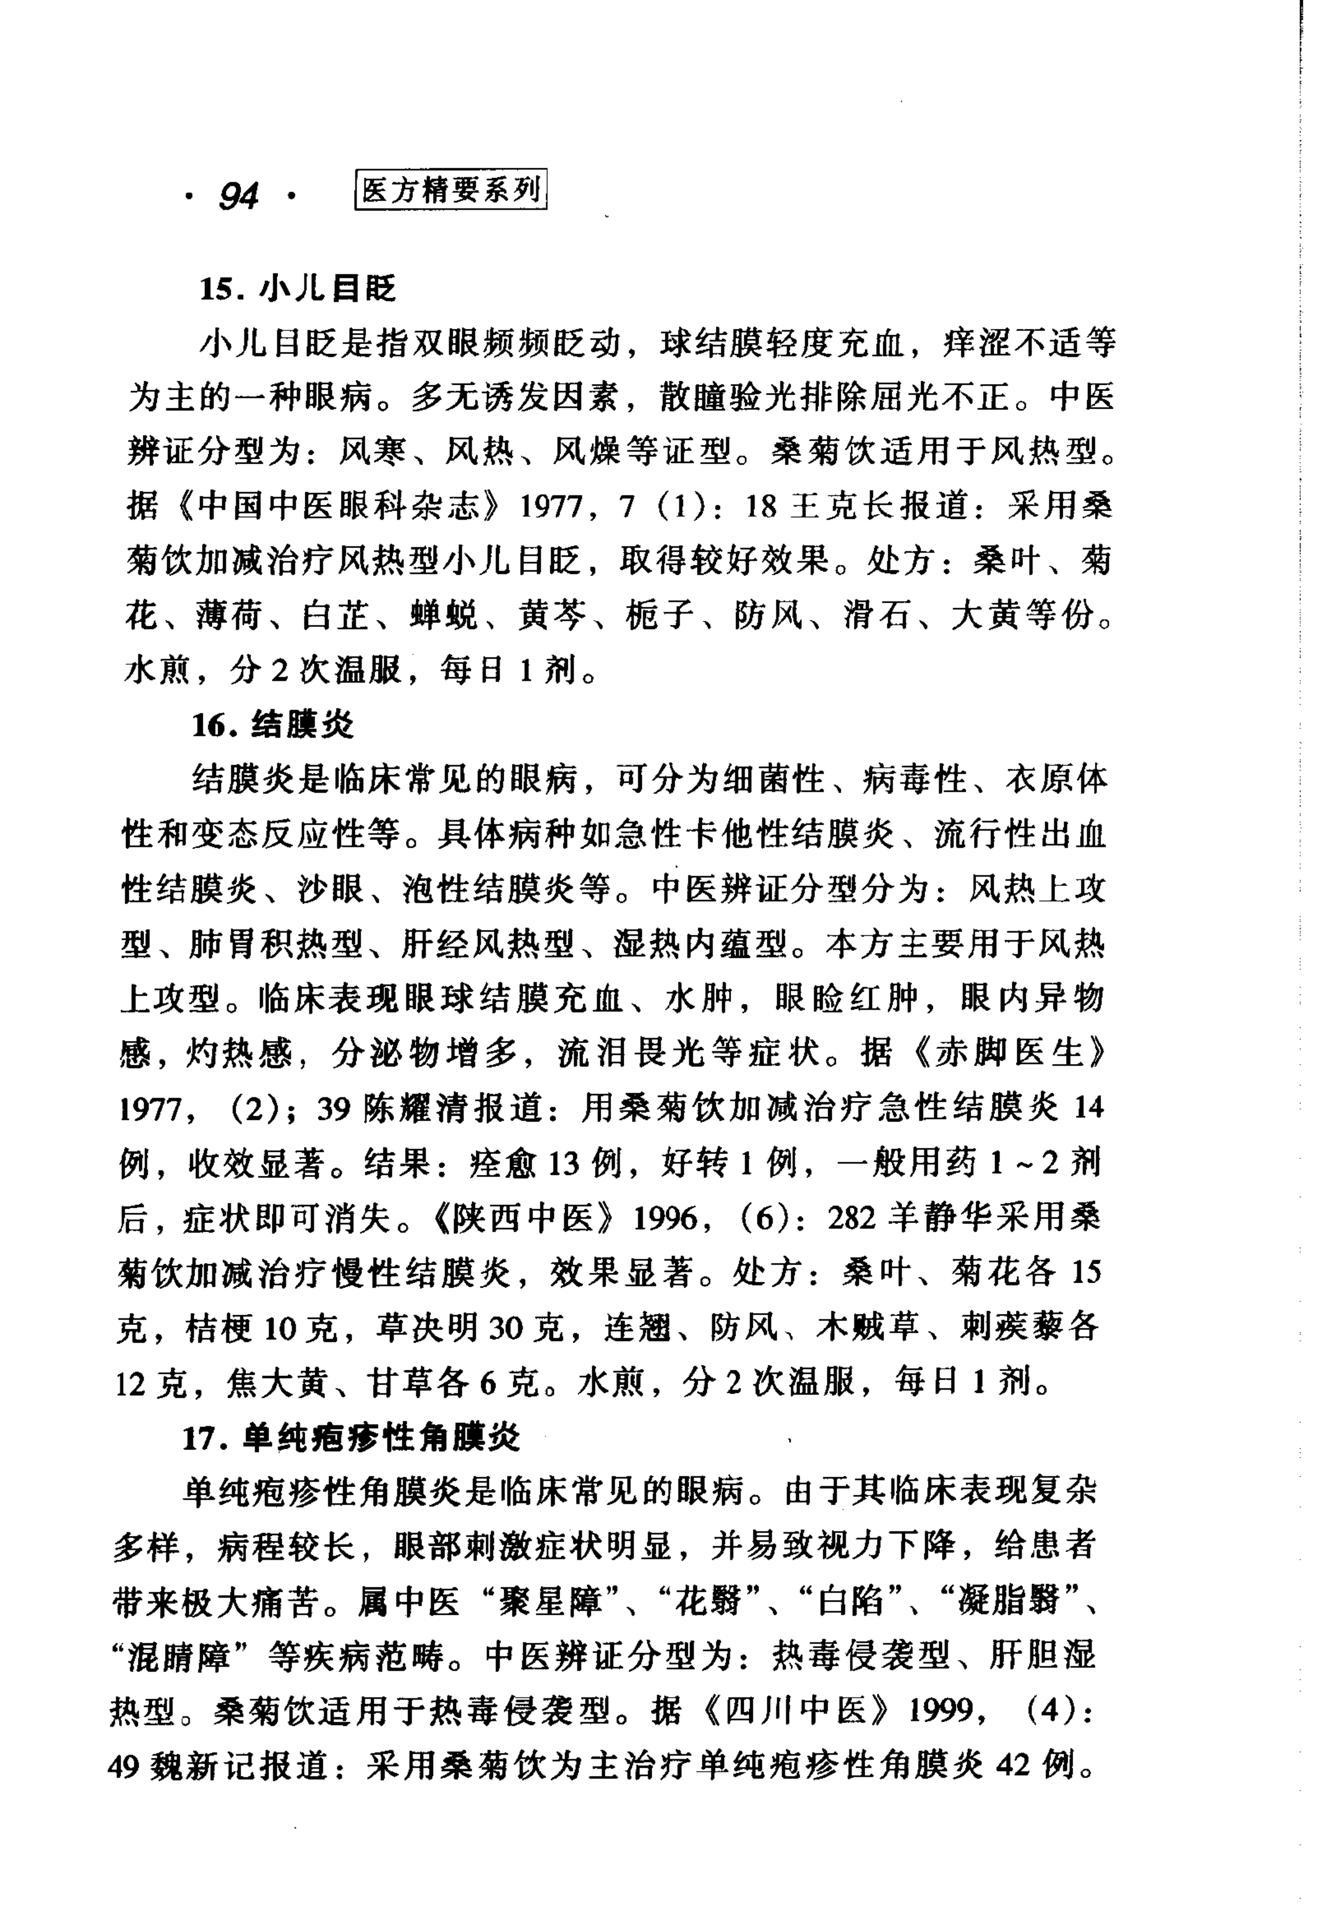 · 94 · 医方精要系列
15. 小儿目眨
小儿目眨是指双眼频频眨动，球结膜轻度充血，痒涩不适等
为主的一种眼病。多无诱发因素，散瞳验光排除屈光不正。中医
辨证分型为：风寒、风热、风燥等证型。桑菊饮适用于风热型。
据《中国中医眼科杂志》1977，7（1）：18 王克长报道：采用桑
菊饮加减治疗风热型小儿目眨，取得较好效果。处方：桑叶、菊
花、薄荷、白芷、蝉蜕、黄芩、栀子、防风、滑石、大黄等份。
水煎，分 2 次温服，每日 1 剂。
16. 结膜炎
结膜炎是临床常见的眼病，可分为细菌性、病毒性、衣原体
性和变态反应性等。具体病种如急性卡他性结膜炎、流行性出血
性结膜炎、沙眼、泡性结膜炎等。中医辨证分型分为：风热上攻
型、肺胃积热型、肝经风热型、湿热内蕴型。本方主要用于风热
上攻型。临床表现眼球结膜充血、水肿，眼睑红肿，眼内异物
感，灼热感，分泌物增多，流泪畏光等症状。据《赤脚医生》
1977，（2）；39 陈耀清报道：用桑菊饮加减治疗急性结膜炎 14
例，收效显著。结果：痊愈 13 例，好转 1 例，一般用药 1～2 剂
后，症状即可消失。《陕西中医》1996，（6）：282 羊静华采用桑
菊饮加减治疗慢性结膜炎，效果显著。处方：桑叶、菊花各 15
克，桔梗 10 克，草决明 30 克，连翘、防风、木贼草、刺蒺藜各
12 克，焦大黄、甘草各 6 克。水煎，分 2 次温服，每日 1 剂。
17. 单纯疱疹性角膜炎
单纯疱疹性角膜炎是临床常见的眼病。由于其临床表现复杂
多样，病程较长，眼部刺激症状明显，并易致视力下降，给患者
带来极大痛苦。属中医“聚星障”、“花翳”、“白陷”、“凝脂翳”、
“混睛障”等疾病范畴。中医辨证分型为：热毒侵袭型、肝胆湿
热型。桑菊饮适用于热毒侵袭型。据《四川中医》1999，（4）：
49 魏新记报道：采用桑菊饮为主治疗单纯疱疹性角膜炎 42 例。